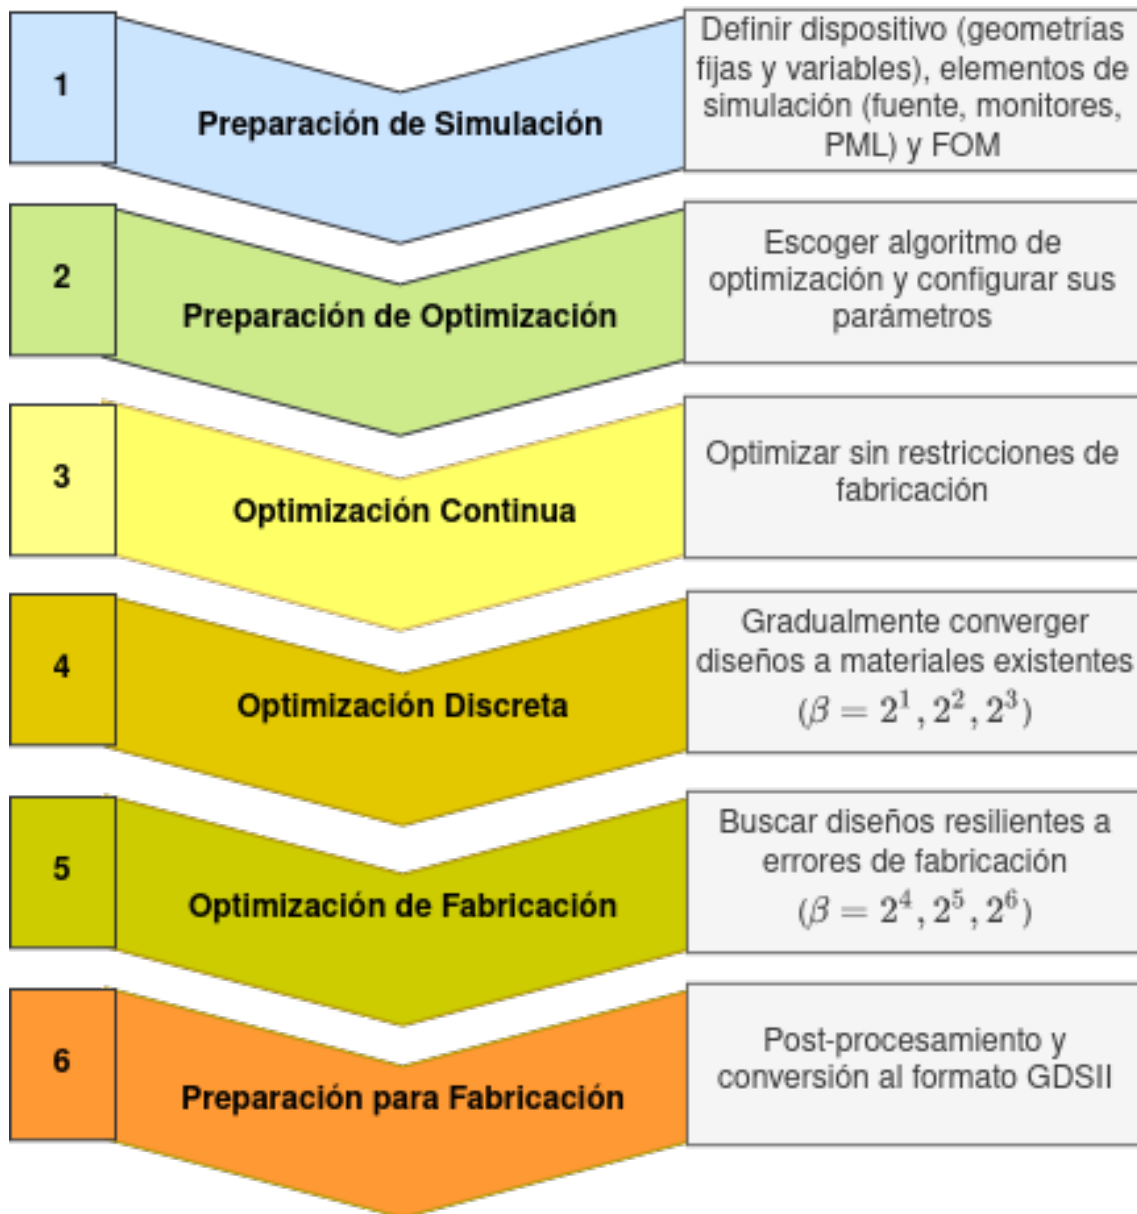 1
Preparación de Simulación
Definir dispositivo (geometrías
fijas y variables), elementos de
simulación (fuente, monitores,
PML) y FOM
2
Preparación de Optimización
Escoger algoritmo de
optimización y configurar sus
parámetros
3
Optimización Continua
Optimizar sin restricciones de
fabricación
4
Optimización Discreta
Gradualmente converger
diseños a materiales existentes
(β = 2¹, 2², 2³)
5
Optimización de Fabricación
Buscar diseños resilientes a
errores de fabricación
(β = 2⁴, 2⁵, 2⁶)
6
Preparación para Fabricación
Post-procesamiento y
conversión al formato GDSII